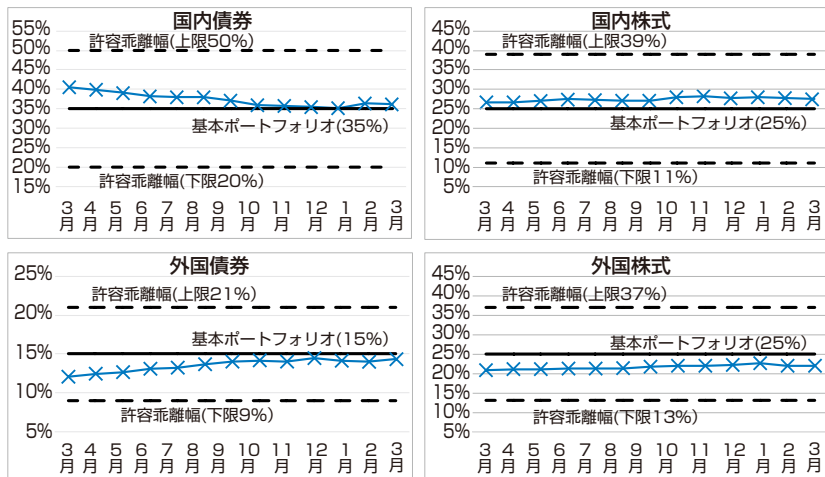 国内債券
55%
50%
45%
40%
35%
30%
25%
20%
15%
許容乖離幅(上限50%)
基本ポートフォリオ(35%)
許容乖離幅(下限20%)
3月 4月 5月 6月 7月 8月 9月 10月 11月 12月 1月 2月 3月
国内株式
45%
40%
35%
30%
25%
20%
15%
10%
5%
許容乖離幅(上限39%)
基本ポートフォリオ(25%)
許容乖離幅(下限11%)
3月 4月 5月 6月 7月 8月 9月 10月 11月 12月 1月 2月 3月
外国債券
25%
20%
15%
10%
5%
許容乖離幅(上限21%)
基本ポートフォリオ(15%)
許容乖離幅(下限9%)
3月 4月 5月 6月 7月 8月 9月 10月 11月 12月 1月 2月 3月
外国株式
45%
40%
35%
30%
25%
20%
15%
10%
5%
許容乖離幅(上限37%)
基本ポートフォリオ(25%)
許容乖離幅(下限13%)
3月 4月 5月 6月 7月 8月 9月 10月 11月 12月 1月 2月 3月